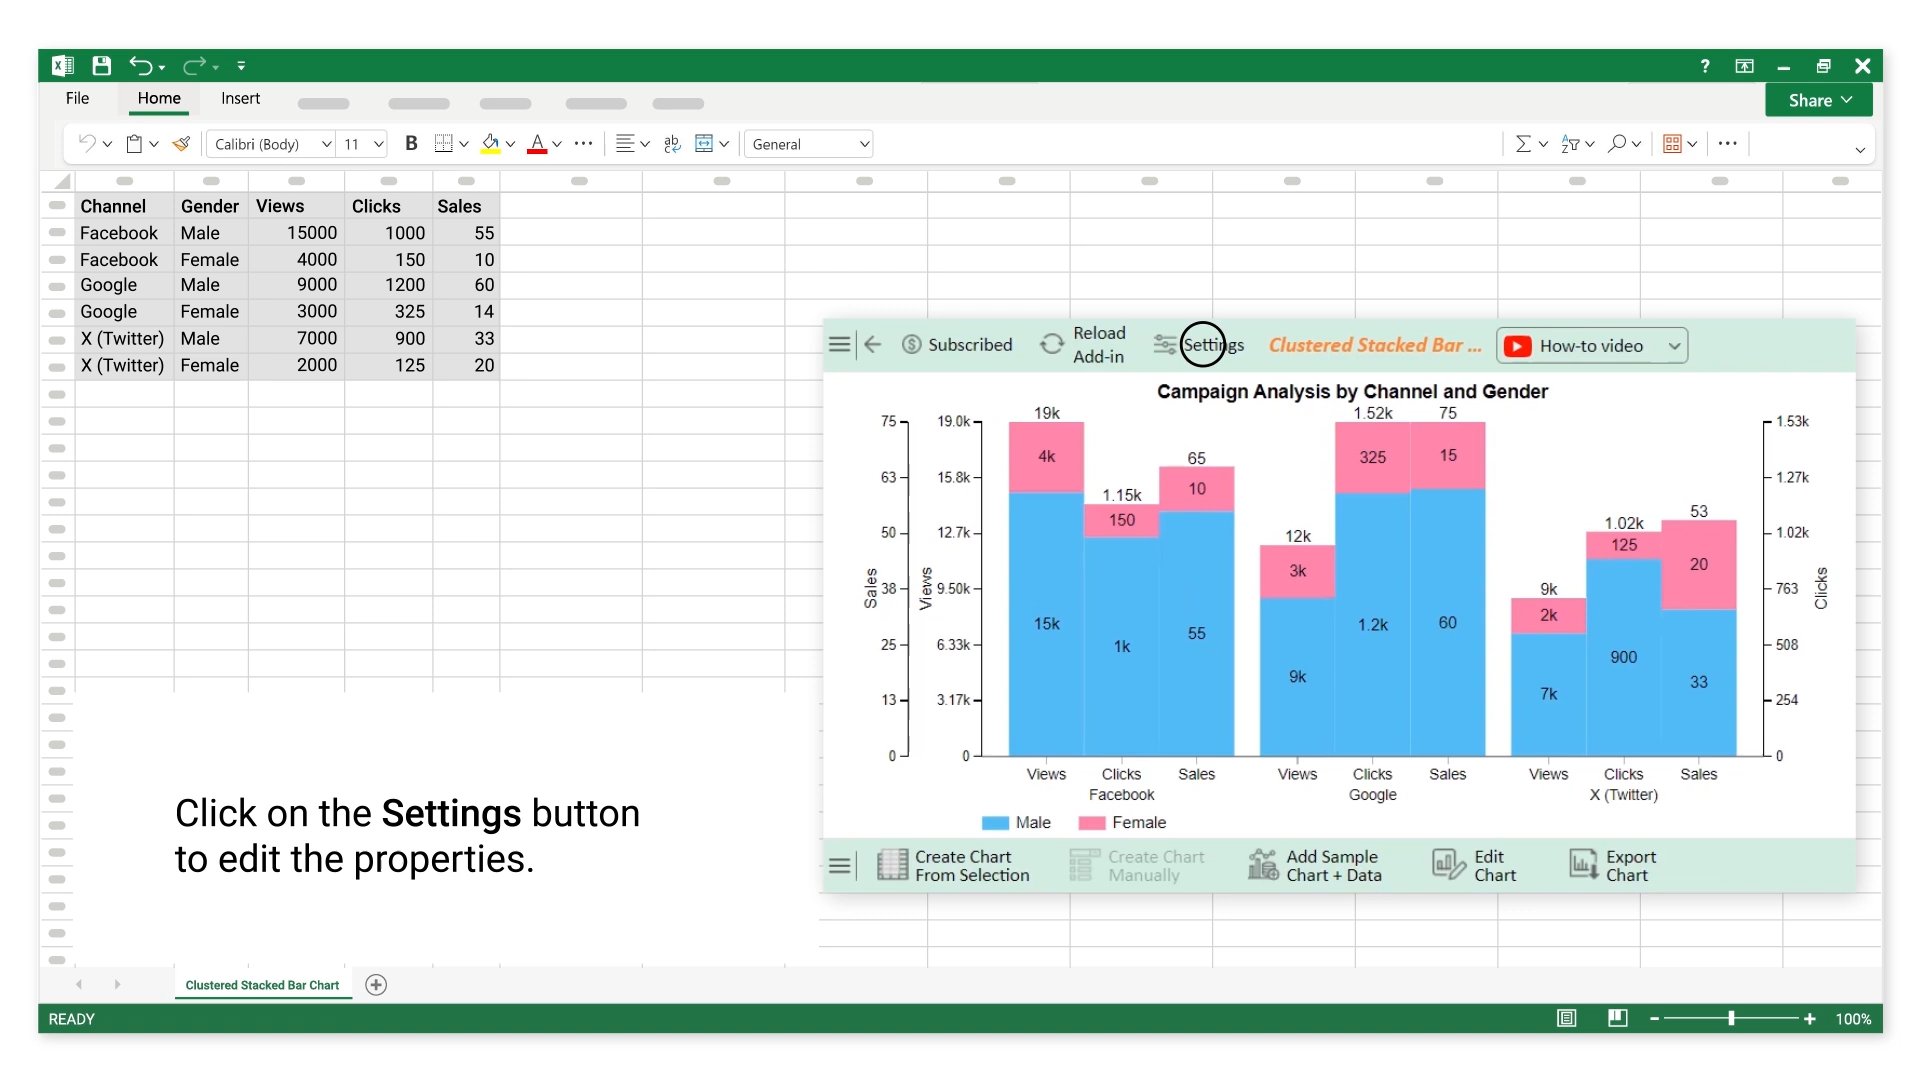 ?
File Home Insert Share
Calibri (Body) 11 B A ab c General Σ A Z
Channel Gender Views Clicks Sales
Facebook Male 15000 1000 55
Facebook Female 4000 150 10
Google Male 9000 1200 60
Google Female 3000 325 14
X (Twitter) Male 7000 900 33
X (Twitter) Female 2000 125 20
Subscribed
Reload
Add-in
Settings
Clustered Stacked Bar ...
How-to video
Campaign Analysis by Channel and Gender
75
63
50
38
25
13
0
Sales
19.0k
15.8k
12.7k
9.50k
6.33k
3.17k
0
Views
19k
4k
15k
1.15k
150
1k
65
10
55
12k
3k
9k
1.52k
325
1.2k
75
15
60
9k
2k
7k
1.02k
125
900
53
20
33
1.53k
1.27k
1.02k
763
508
254
0
Clicks
Views Clicks Sales Views Clicks Sales Views Clicks Sales
Facebook Google X (Twitter)
Male Female
Click on the Settings button
to edit the properties.
Create Chart
From Selection
Create Chart
Manually
Add Sample
Chart + Data
Edit
Chart
Export
Chart
Clustered Stacked Bar Chart
READY
100%